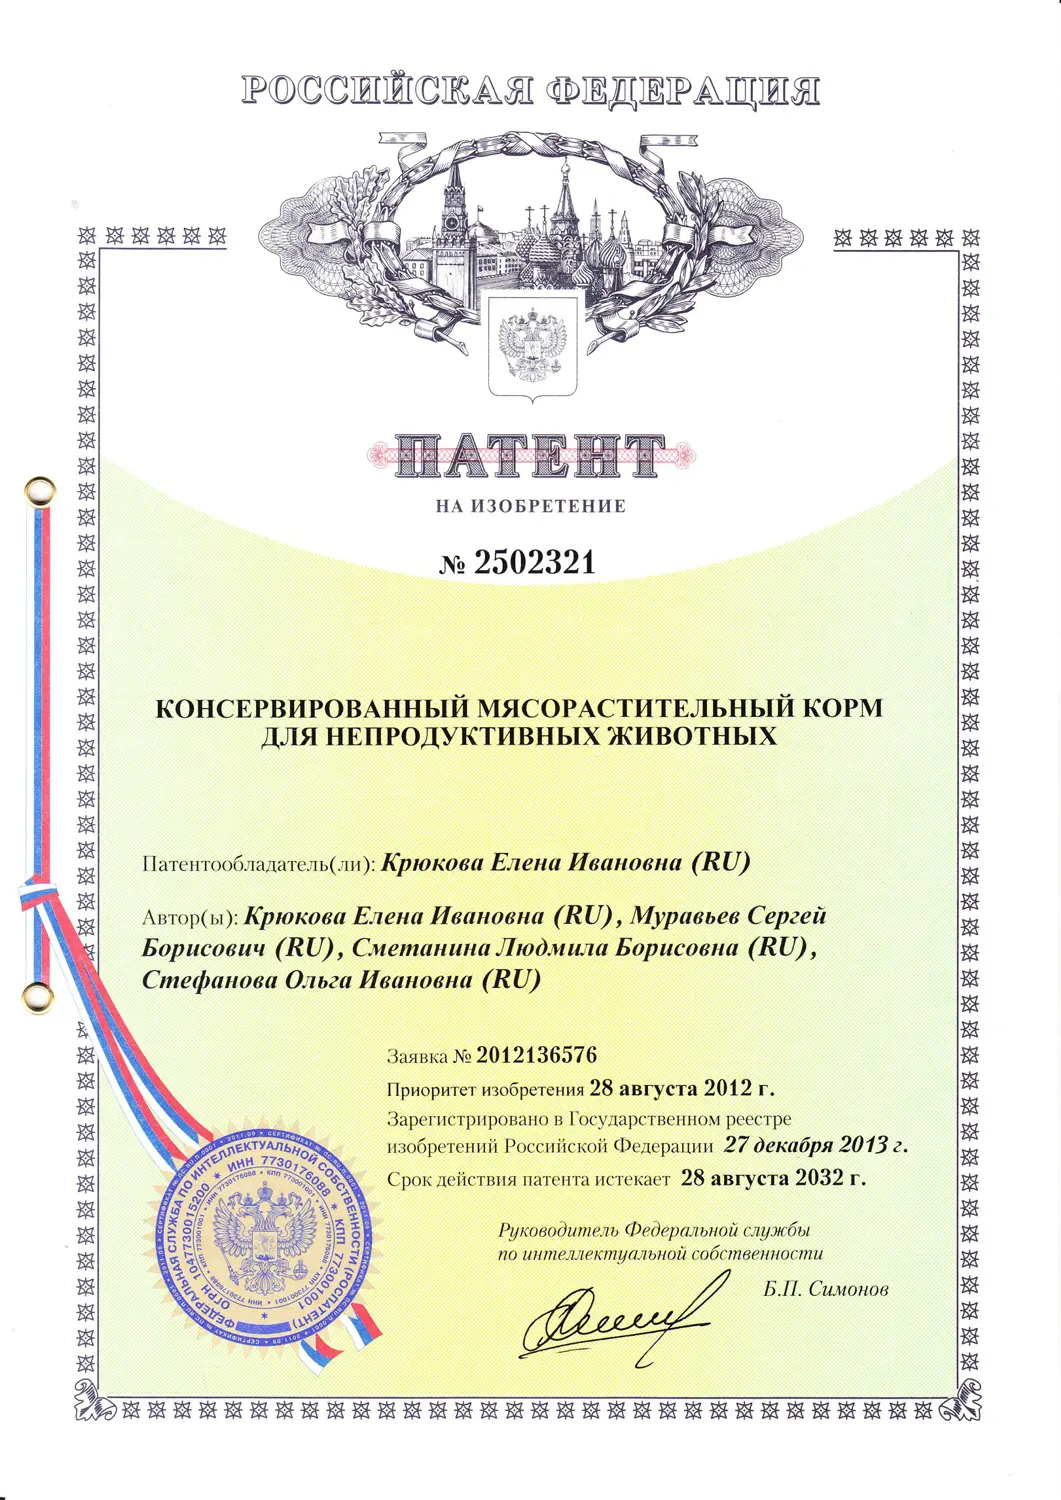 РОССИЙСКАЯ ФЕДЕРАЦИЯ
ПАТЕНТ
НА ИЗОБРЕТЕНИЕ
№ 2502321
КОНСЕРВИРОВАННЫЙ МЯСОРАСТИТЕЛЬНЫЙ КОРМ
ДЛЯ НЕПРОДУКТИВНЫХ ЖИВОТНЫХ
Патентообладатель(ли): Крюкова Елена Ивановна (RU)
Автор(ы): Крюкова Елена Ивановна (RU), Муравьев Сергей
Борисович (RU), Сметанина Людмила Борисовна (RU),
Стефанова Ольга Ивановна (RU)
Заявка № 2012136576
Приоритет изобретения 28 августа 2012 г.
Зарегистрировано в Государственном реестре
изобретений Российской Федерации 27 декабря 2013 г.
Срок действия патента истекает 28 августа 2032 г.
Руководитель Федеральной службы
по интеллектуальной собственности
Б.П. Симонов
ФЕДЕРАЛЬНАЯ СЛУЖБА ПО ИНТЕЛЛЕКТУАЛЬНОЙ СОБСТВЕННОСТИ (РОСПАТЕНТ)
ОГРН 1047730015200 * ИНН 7730176088 * КПП 773001001